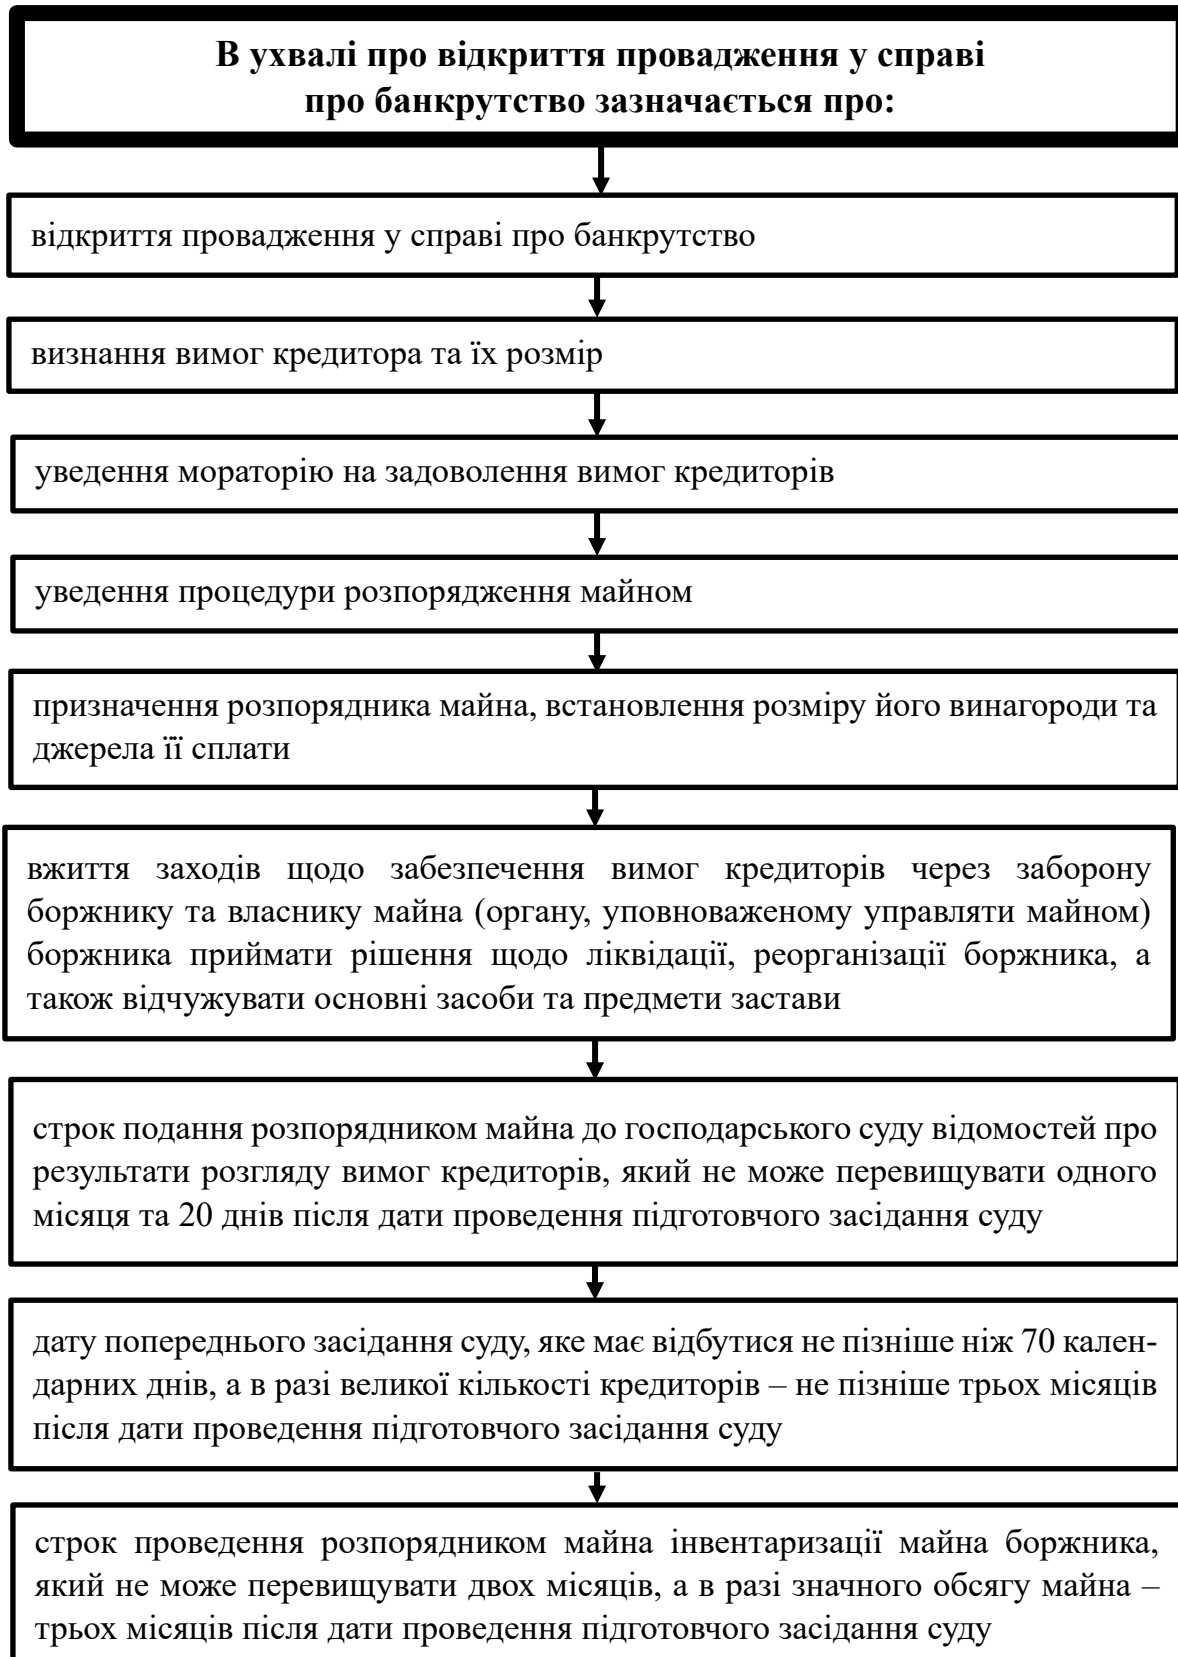 В ухвалі про відкриття провадження у справі
про банкрутство зазначається про:
відкриття провадження у справі про банкрутство
визнання вимог кредитора та їх розмір
уведення мораторію на задоволення вимог кредиторів
уведення процедури розпорядження майном
призначення розпорядника майна, встановлення розміру його винагороди та
джерела її сплати
вжиття заходів щодо забезпечення вимог кредиторів через заборону
боржнику та власнику майна (органу, уповноваженому управляти майном)
боржника приймати рішення щодо ліквідації, реорганізації боржника, а
також відчужувати основні засоби та предмети застави
строк подання розпорядником майна до господарського суду відомостей про
результати розгляду вимог кредиторів, який не може перевищувати одного
місяця та 20 днів після дати проведення підготовчого засідання суду
дату попереднього засідання суду, яке має відбутися не пізніше ніж 70 кален-
дарних днів, а в разі великої кількості кредиторів – не пізніше трьох місяців
після дати проведення підготовчого засідання суду
строк проведення розпорядником майна інвентаризації майна боржника,
який не може перевищувати двох місяців, а в разі значного обсягу майна –
трьох місяців після дати проведення підготовчого засідання суду